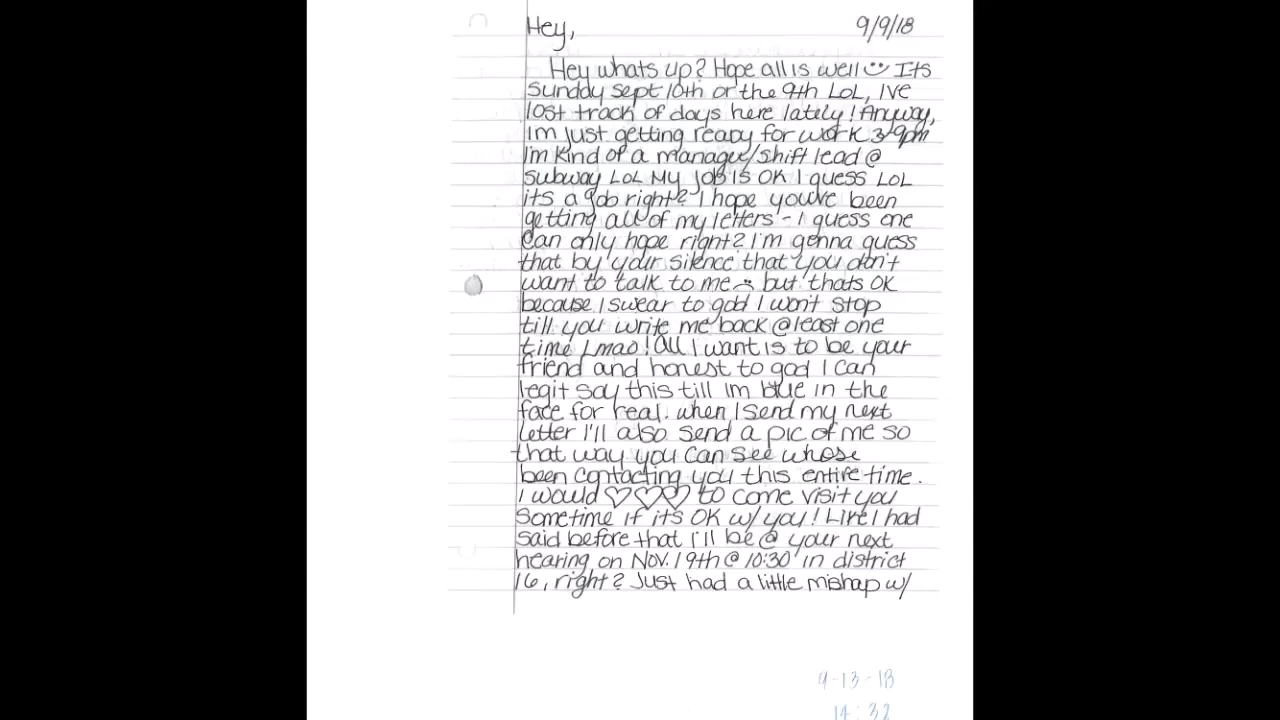 Hey, 9/9/18
Hey whats up? Hope all is well Its
Sunday sept 10th or the 9th LOL, Ive
lost track of days here lately! Anyway,
im just getting ready for work 3-9pm
I'm kind of a manager/shift lead @
subway LOL My job is OK I guess LOL
its a job right? I hope you've been
getting all of my letters - I guess one
can only hope right? I'm gonna guess
that by your silence that you don't
want to talk to me but thats OK
because I swear to god I won't stop
till you write me back @least one
time Lmao! All I want is to be your
friend and honest to god I can
legit say this till im blue in the
face for real. when I send my next
letter I'll also send a pic of me so
that way you can see whose
been contacting you this entire time.
I would ♡♡♡ to come visit you
sometime if its OK w/ you! Like I had
said before that i'll be @ your next
hearing on Nov. 19th @ 10:30 in district
16, right? Just had a little mishap w/
9-13-18
14:32